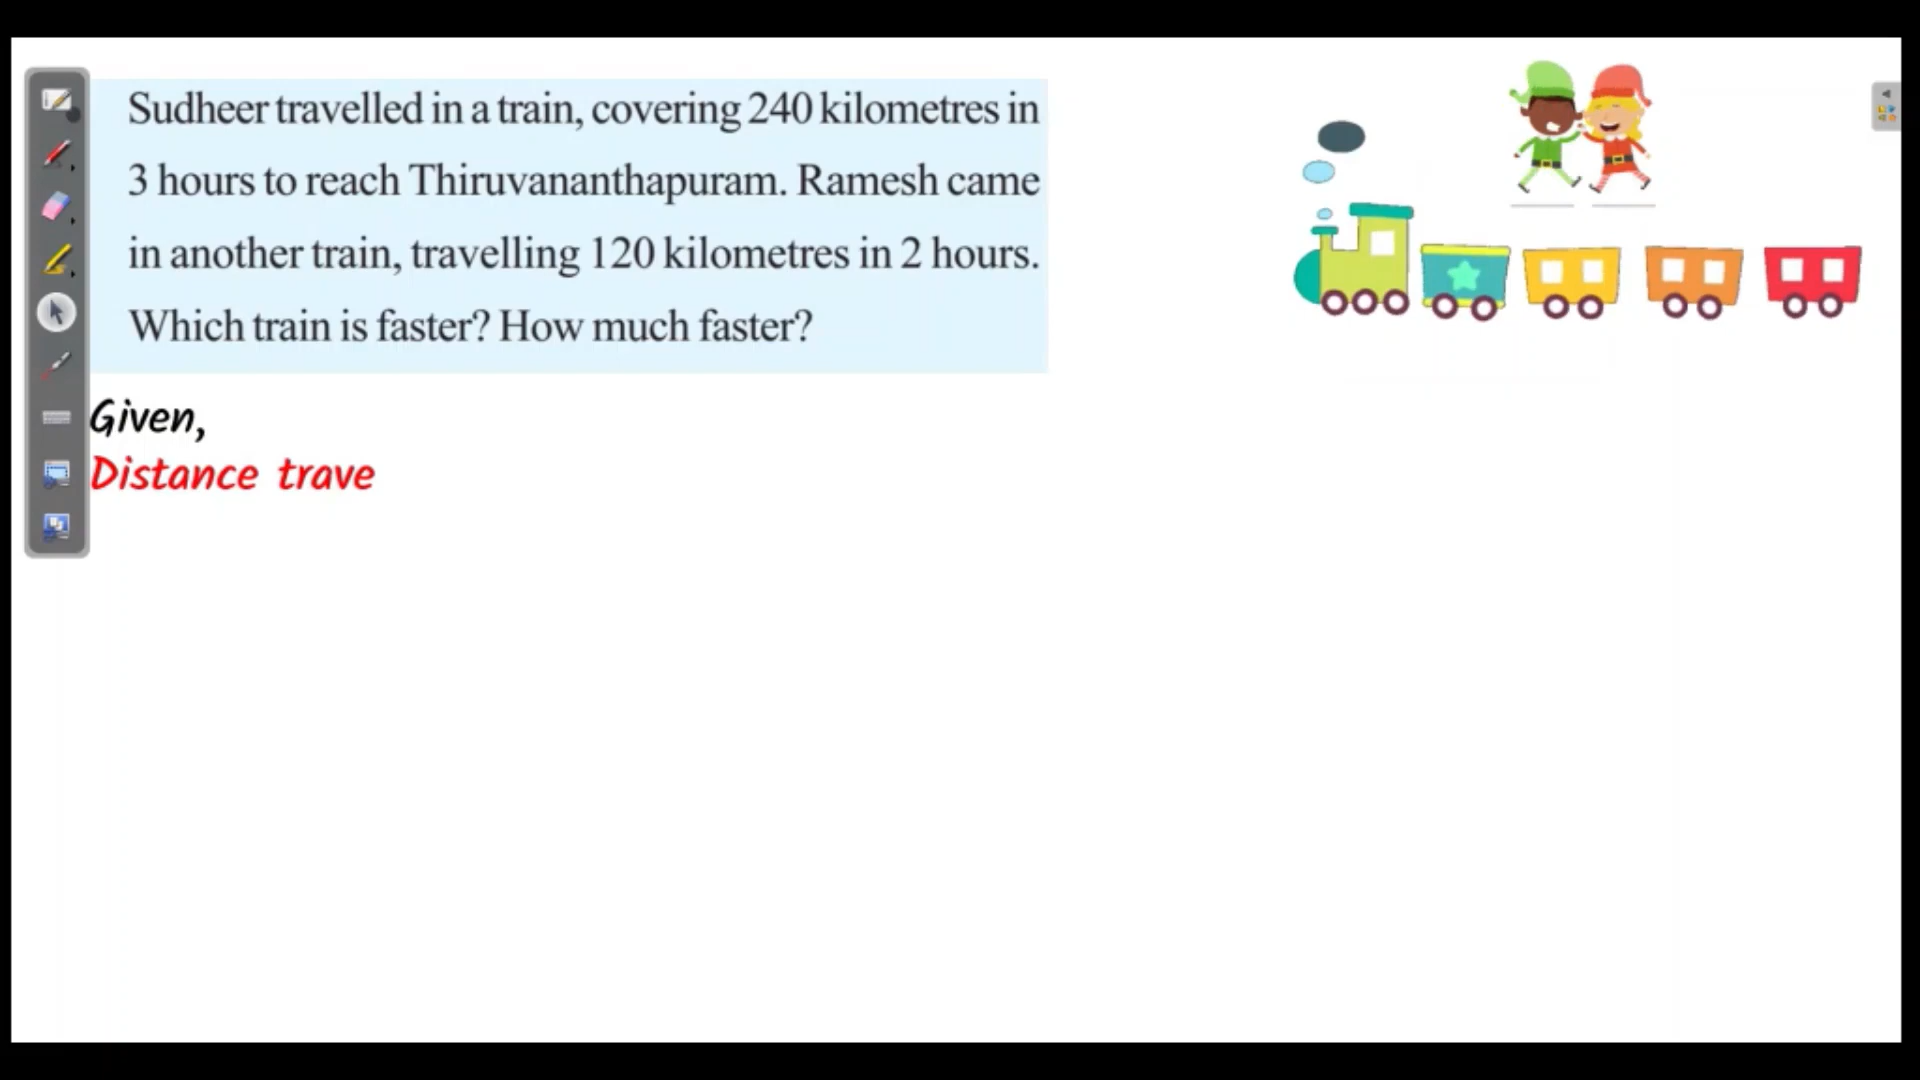 Sudheer travelled in a train, covering 240 kilometres in
3 hours to reach Thiruvananthapuram. Ramesh came
in another train, travelling 120 kilometres in 2 hours.
Which train is faster? How much faster?
Given,
Distance trave